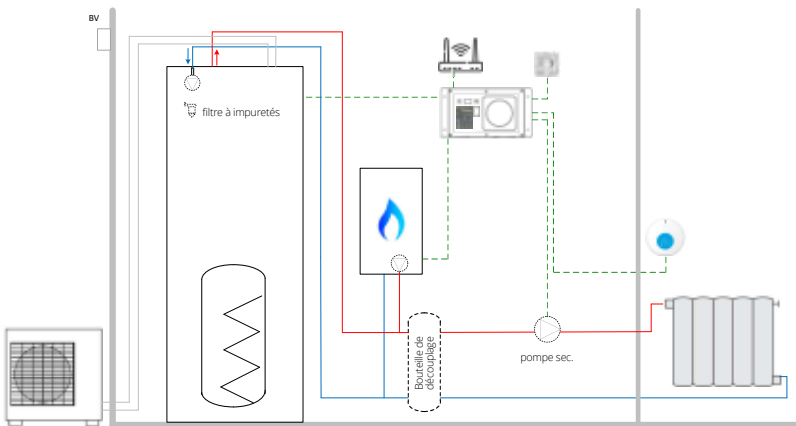 BV
filtre à impuretés
Bouteille de
découplage
pompe sec.